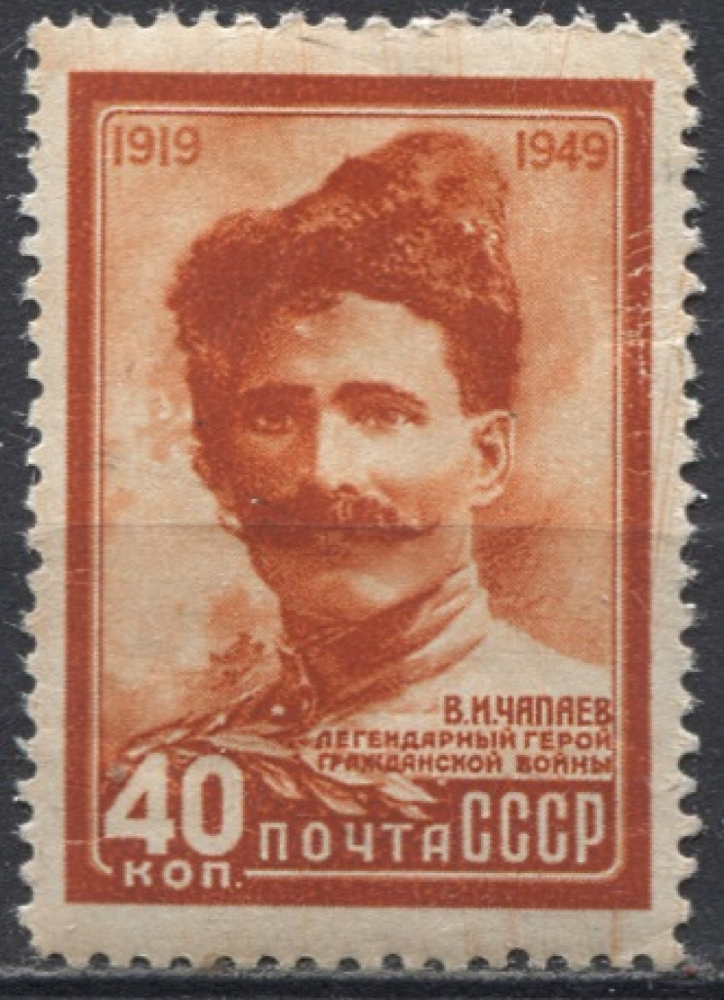 1919 1949
В.И.ЧАПАЕВ
ЛЕГЕНДАРНЫЙ ГЕРОЙ
ГРАЖДАНСКОЙ ВОЙНЫ
40 ПОЧТА СССР
КОП.